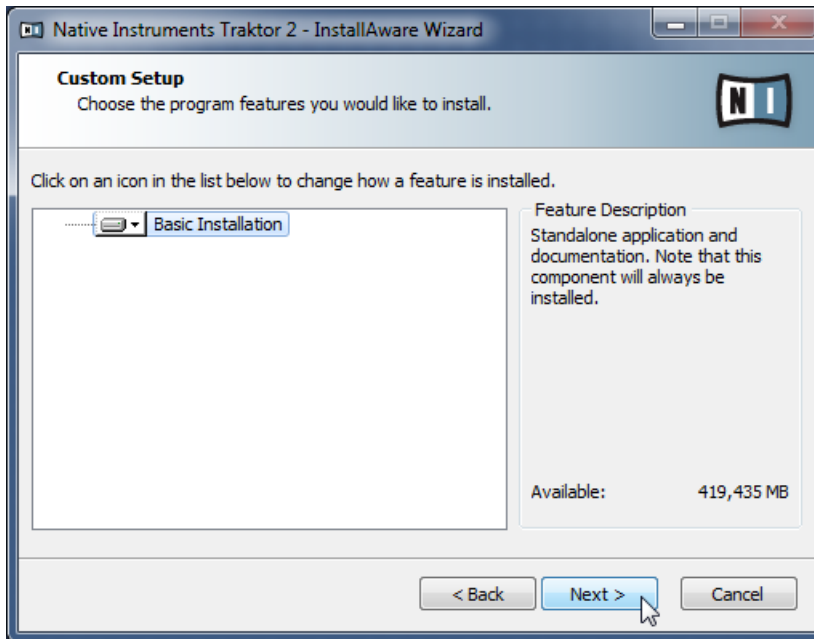 Native Instruments Traktor 2 - InstallAware Wizard
Custom Setup
Choose the program features you would like to install.
N I
Click on an icon in the list below to change how a feature is installed.
Basic Installation
Feature Description
Standalone application and
documentation. Note that this
component will always be
installed.
Available: 419,435 MB
< Back Next > Cancel